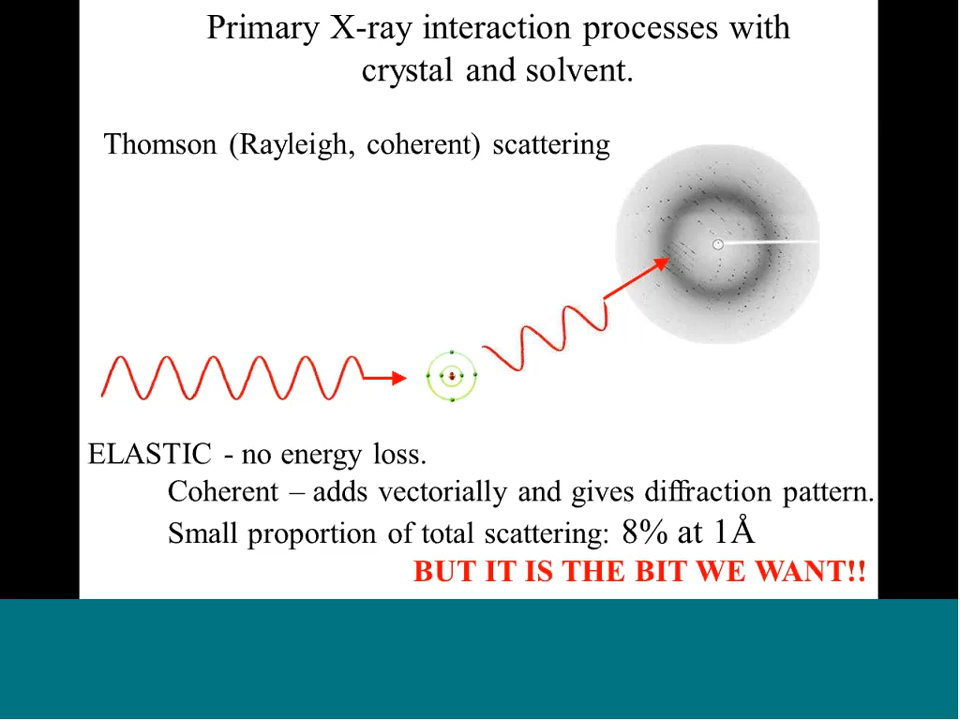 Primary X-ray interaction processes with
crystal and solvent.
Thomson (Rayleigh, coherent) scattering
ELASTIC - no energy loss.
Coherent – adds vectorially and gives diffraction pattern.
Small proportion of total scattering: 8% at 1Å
BUT IT IS THE BIT WE WANT!!